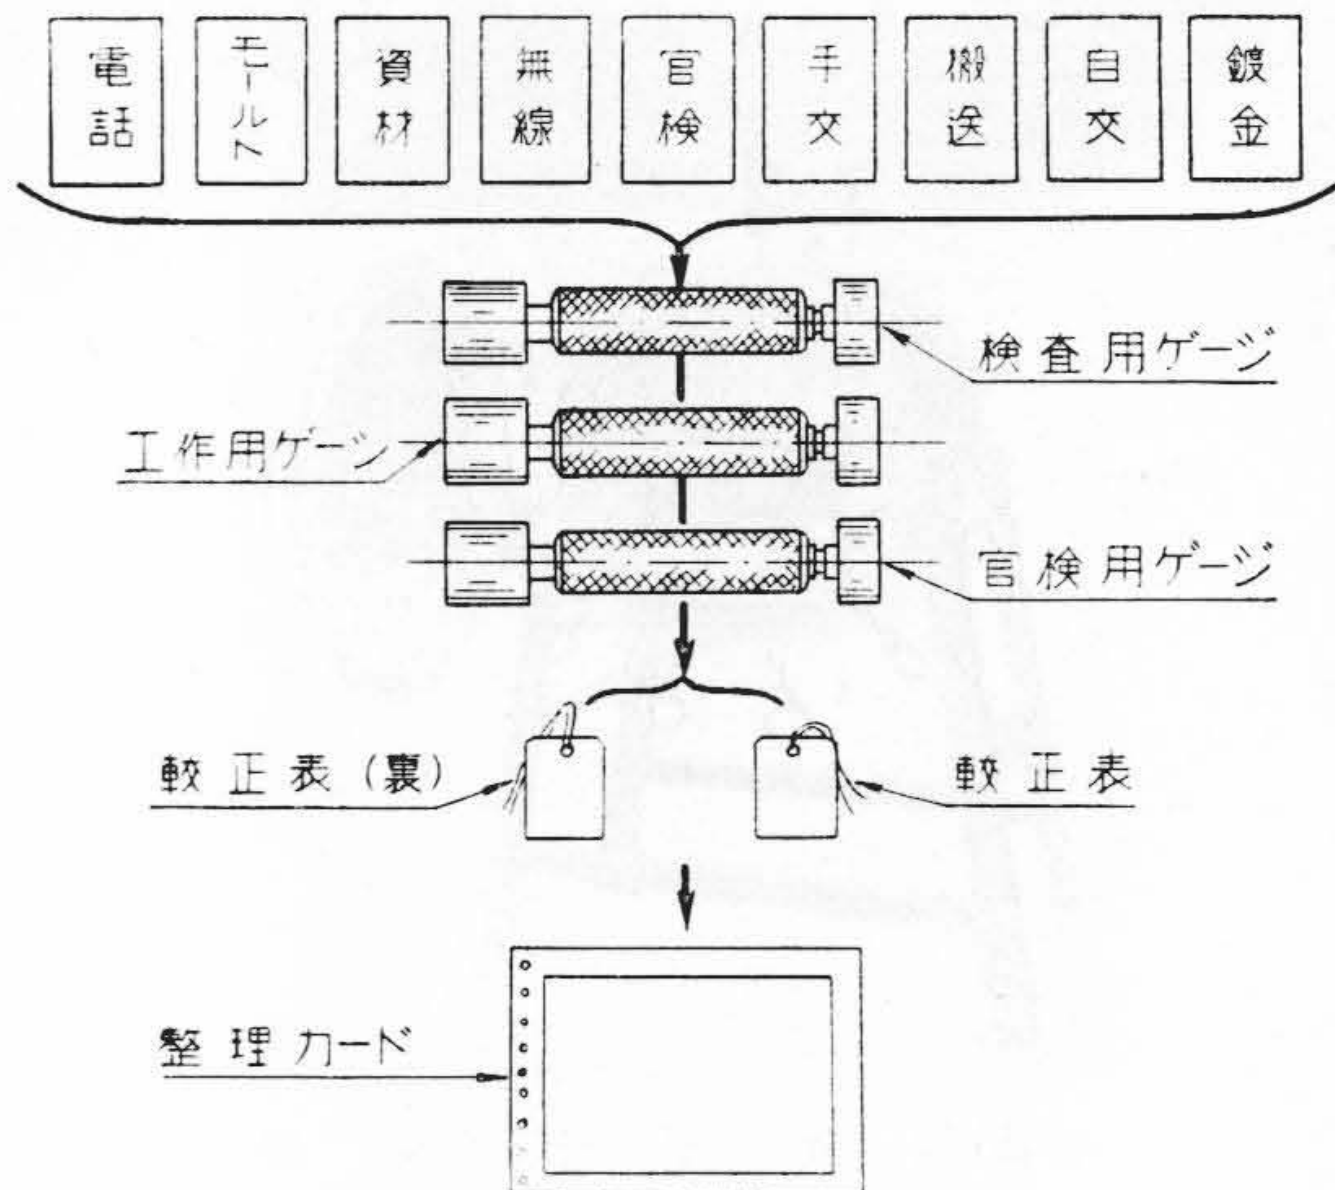 電話
モールド
資材
無線
官検
手交
搬送
自交
鍍金
検査用ゲージ
工作用ゲージ
官検用ゲージ
較正表(裏)
較正表
整理カード